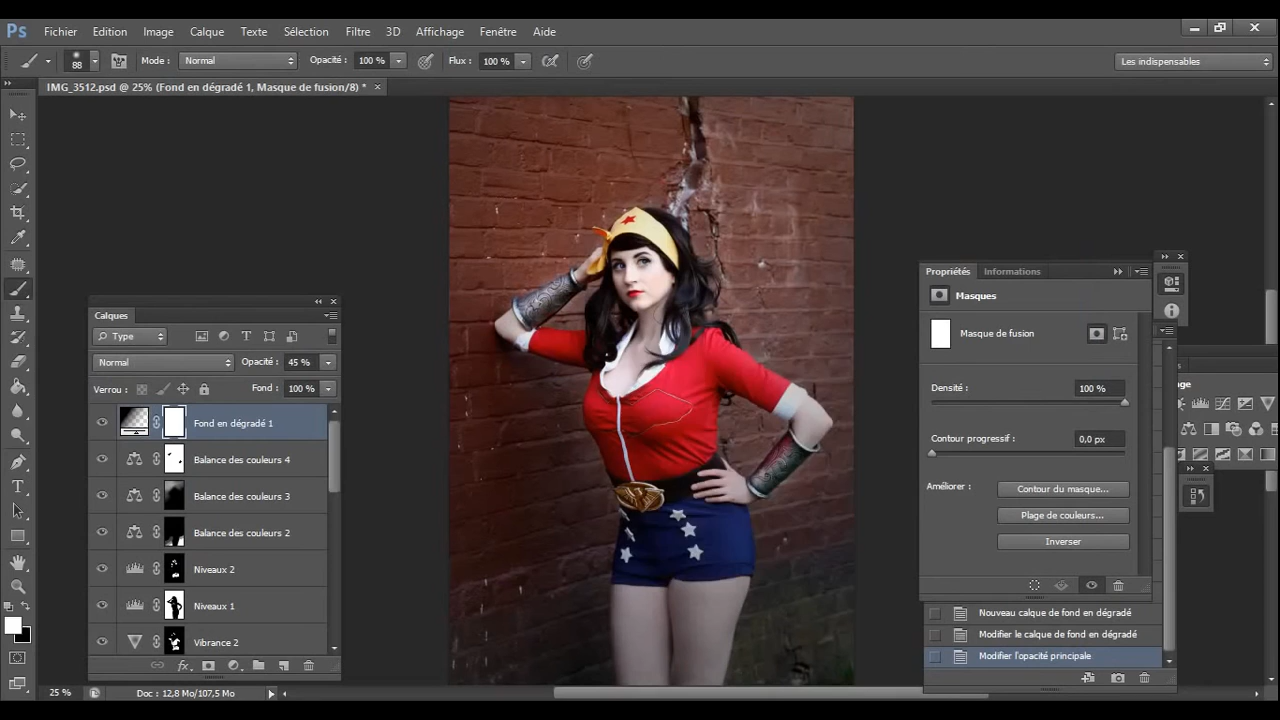 Ps Fichier Edition Image Calque Texte Sélection Filtre 3D Affichage Fenêtre Aide
88 Mode : Normal Opacité : 100 % Flux : 100 % Les indispensables
IMG_3512.psd @ 25% (Fond en dégradé 1, Masque de fusion/8) *
Propriétés Informations
Masques
Masque de fusion
Densité : 100 %
Contour progressif : 0,0 px
Améliorer : Contour du masque...
Plage de couleurs...
Inverser
Nouveau calque de fond en dégradé
Modifier le calque de fond en dégradé
Modifier l'opacité principale
Calques
Type
Normal Opacité : 45 %
Verrou : Fond : 100 %
Fond en dégradé 1
Balance des couleurs 4
Balance des couleurs 3
Balance des couleurs 2
Niveaux 2
Niveaux 1
Vibrance 2
fx
25 % Doc : 12,8 Mo/107,5 Mo